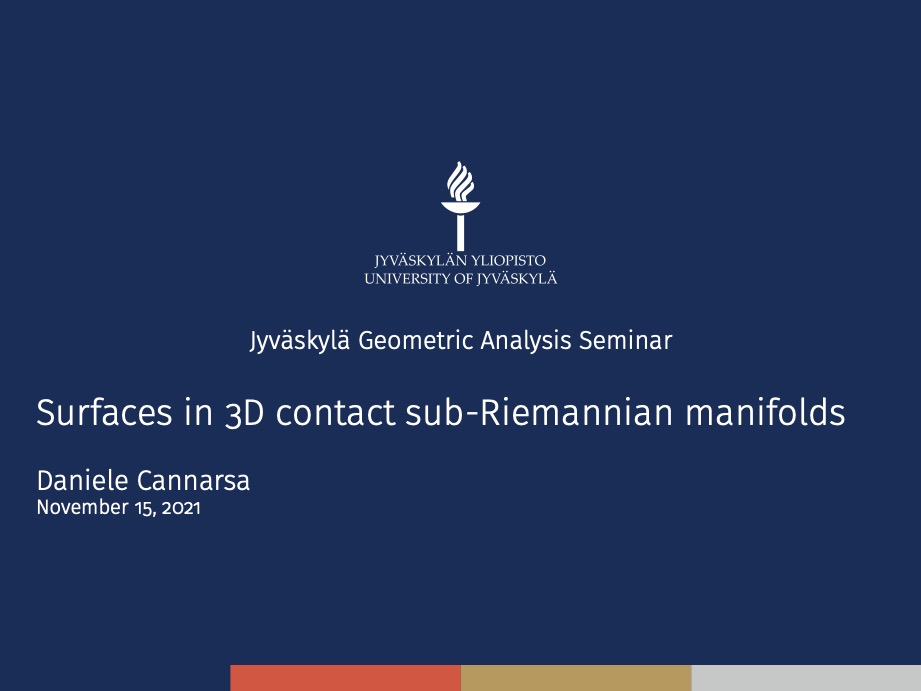 JYVÄSKYLÄN YLIOPISTO
UNIVERSITY OF JYVÄSKYLÄ
Jyväskylä Geometric Analysis Seminar
Surfaces in 3D contact sub-Riemannian manifolds
Daniele Cannarsa
November 15, 2021